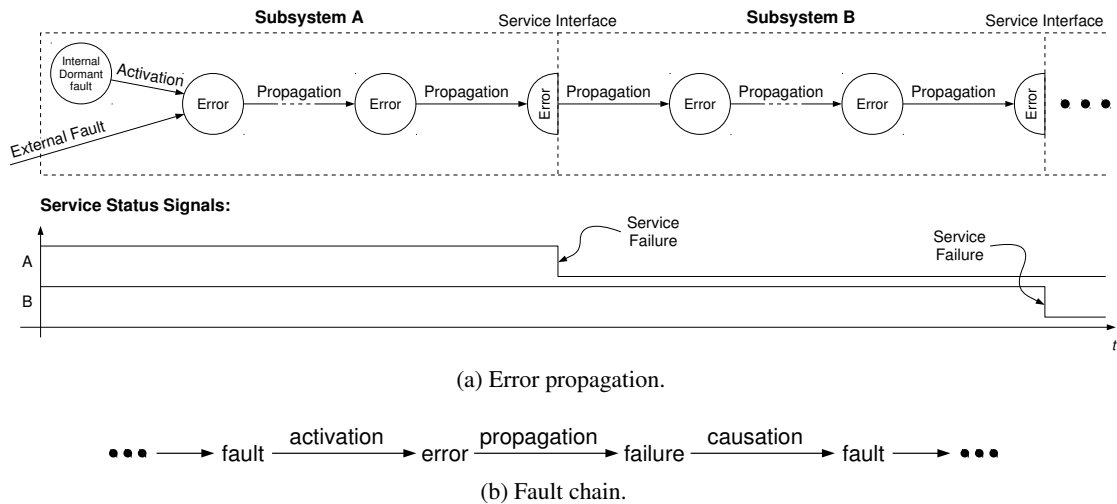 Subsystem A
Service Interface
Subsystem B
Service Interface
Internal
Dormant
fault
Activation
External Fault
Error
Propagation
Error
Propagation
Error
Propagation
Error
Propagation
Error
Propagation
Error
Service Status Signals:
A
B
Service
Failure
Service
Failure
t
(a) Error propagation.
fault
activation
error
propagation
failure
causation
fault
(b) Fault chain.